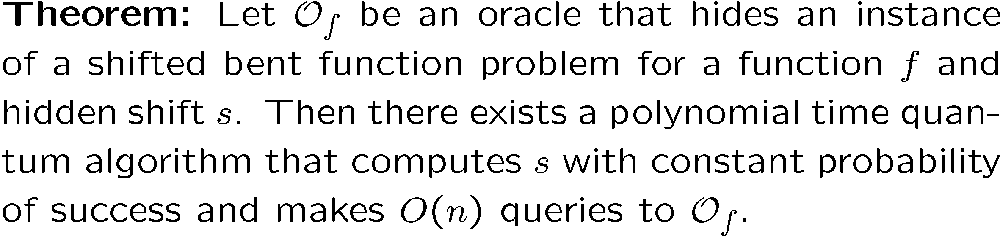 Theorem: Let $\mathcal{O}_f$ be an oracle that hides an instance
of a shifted bent function problem for a function $f$ and
hidden shift $s$. Then there exists a polynomial time quan-
tum algorithm that computes $s$ with constant probability
of success and makes $O(n)$ queries to $\mathcal{O}_f$.